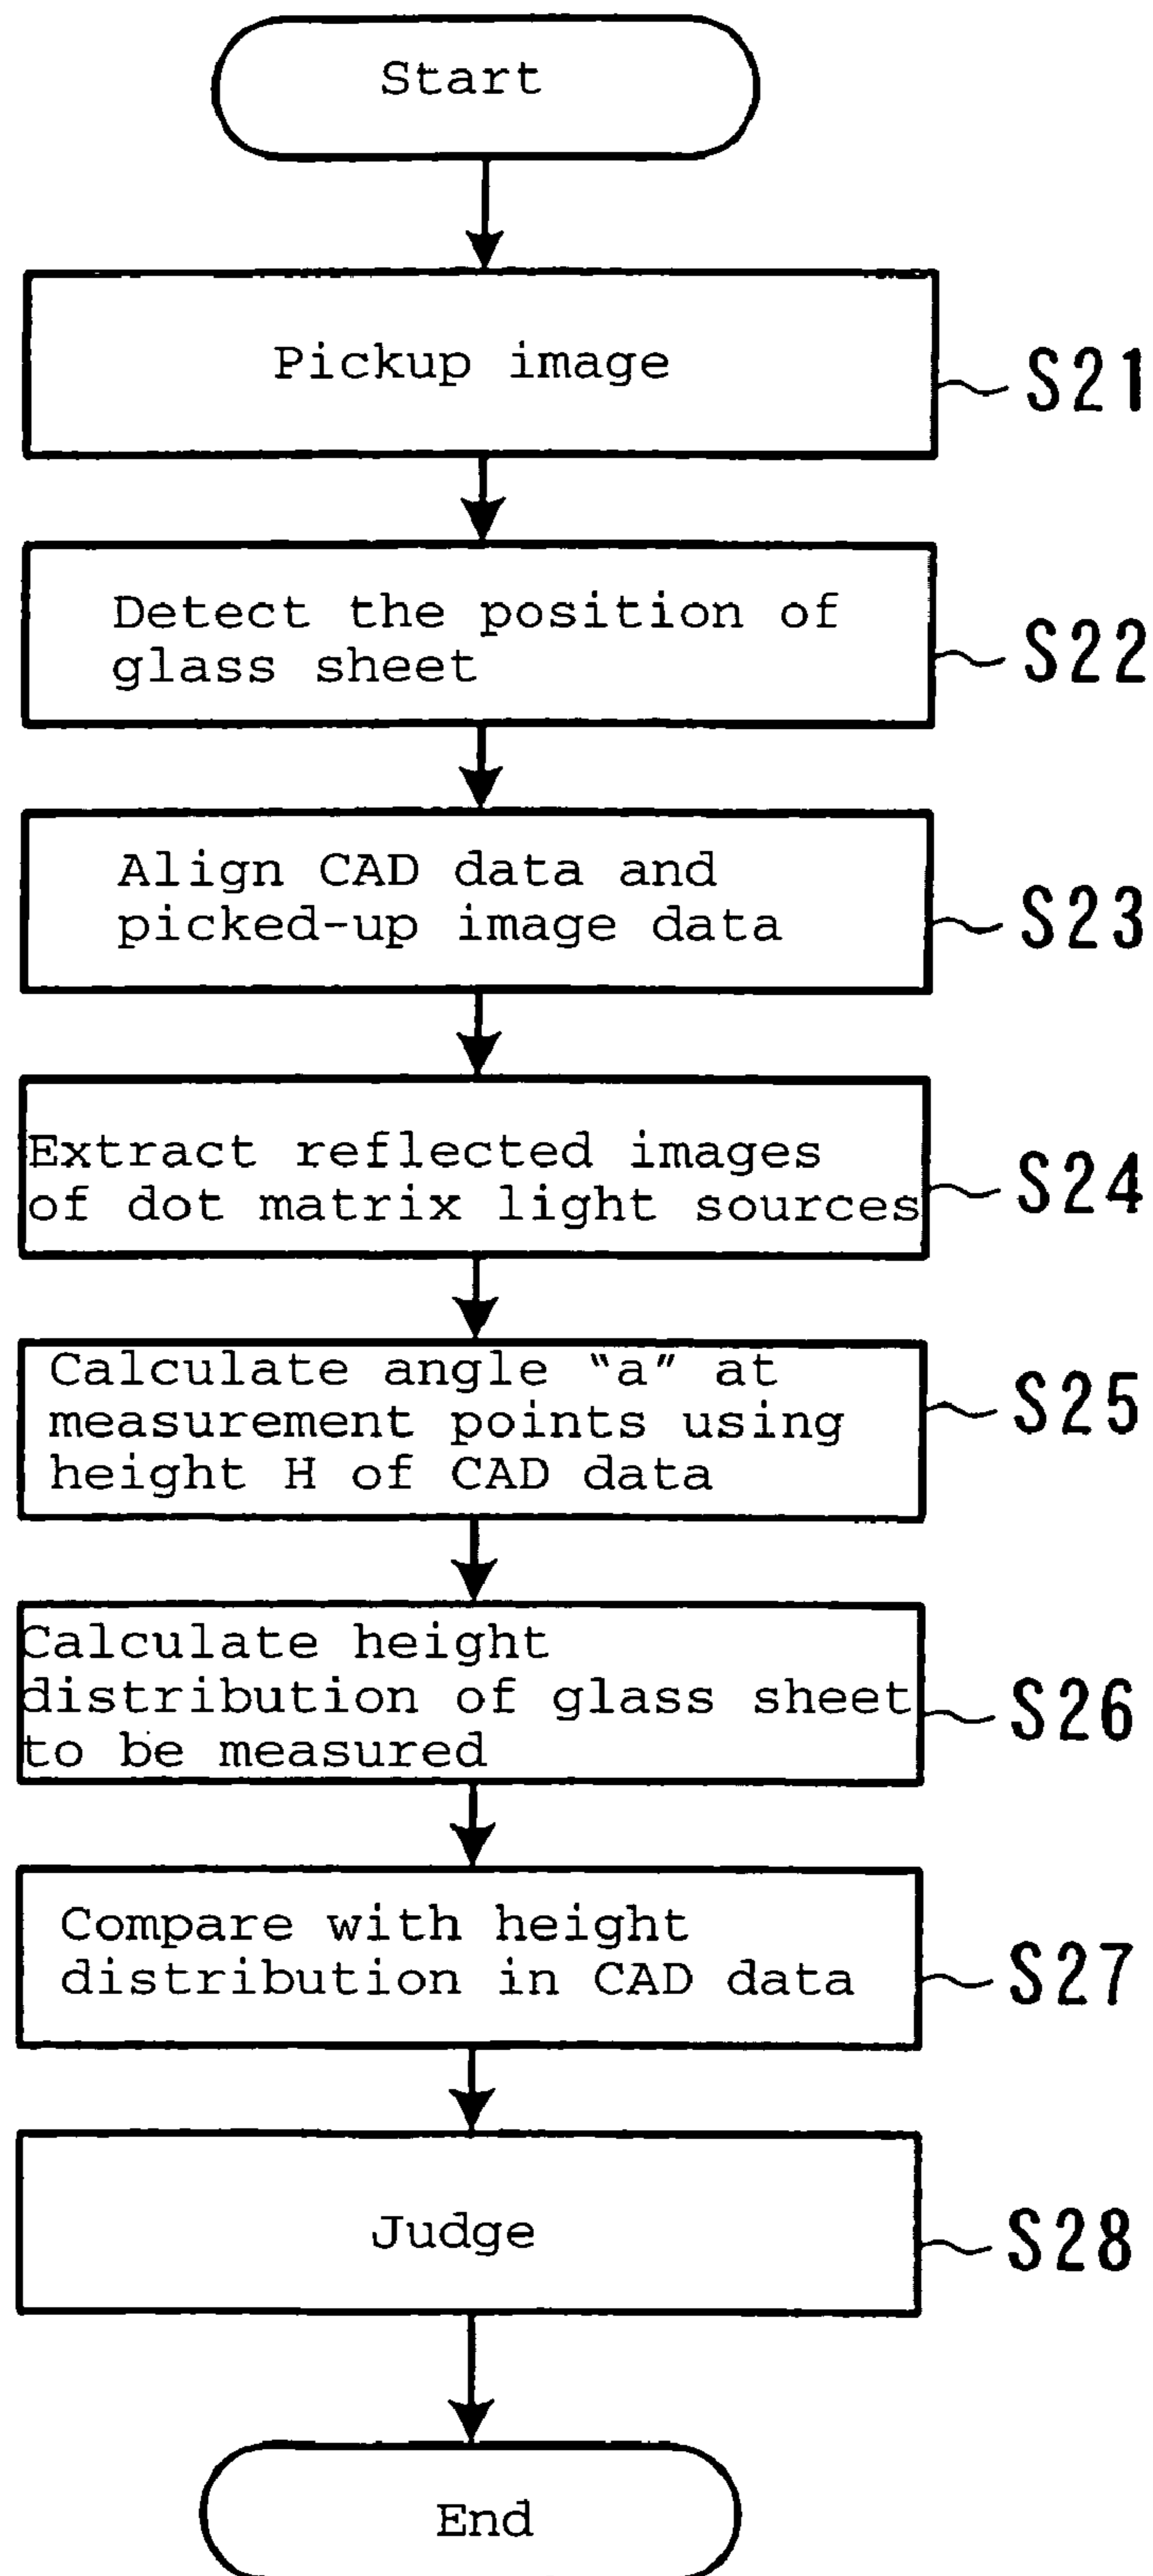 Start
Pickup image
S21
Detect the position of
glass sheet
S22
Align CAD data and
picked-up image data
S23
Extract reflected images
of dot matrix light sources
S24
Calculate angle “a” at
measurement points using
height H of CAD data
S25
Calculate height
distribution of glass sheet
to be measured
S26
Compare with height
distribution in CAD data
S27
Judge
S28
End